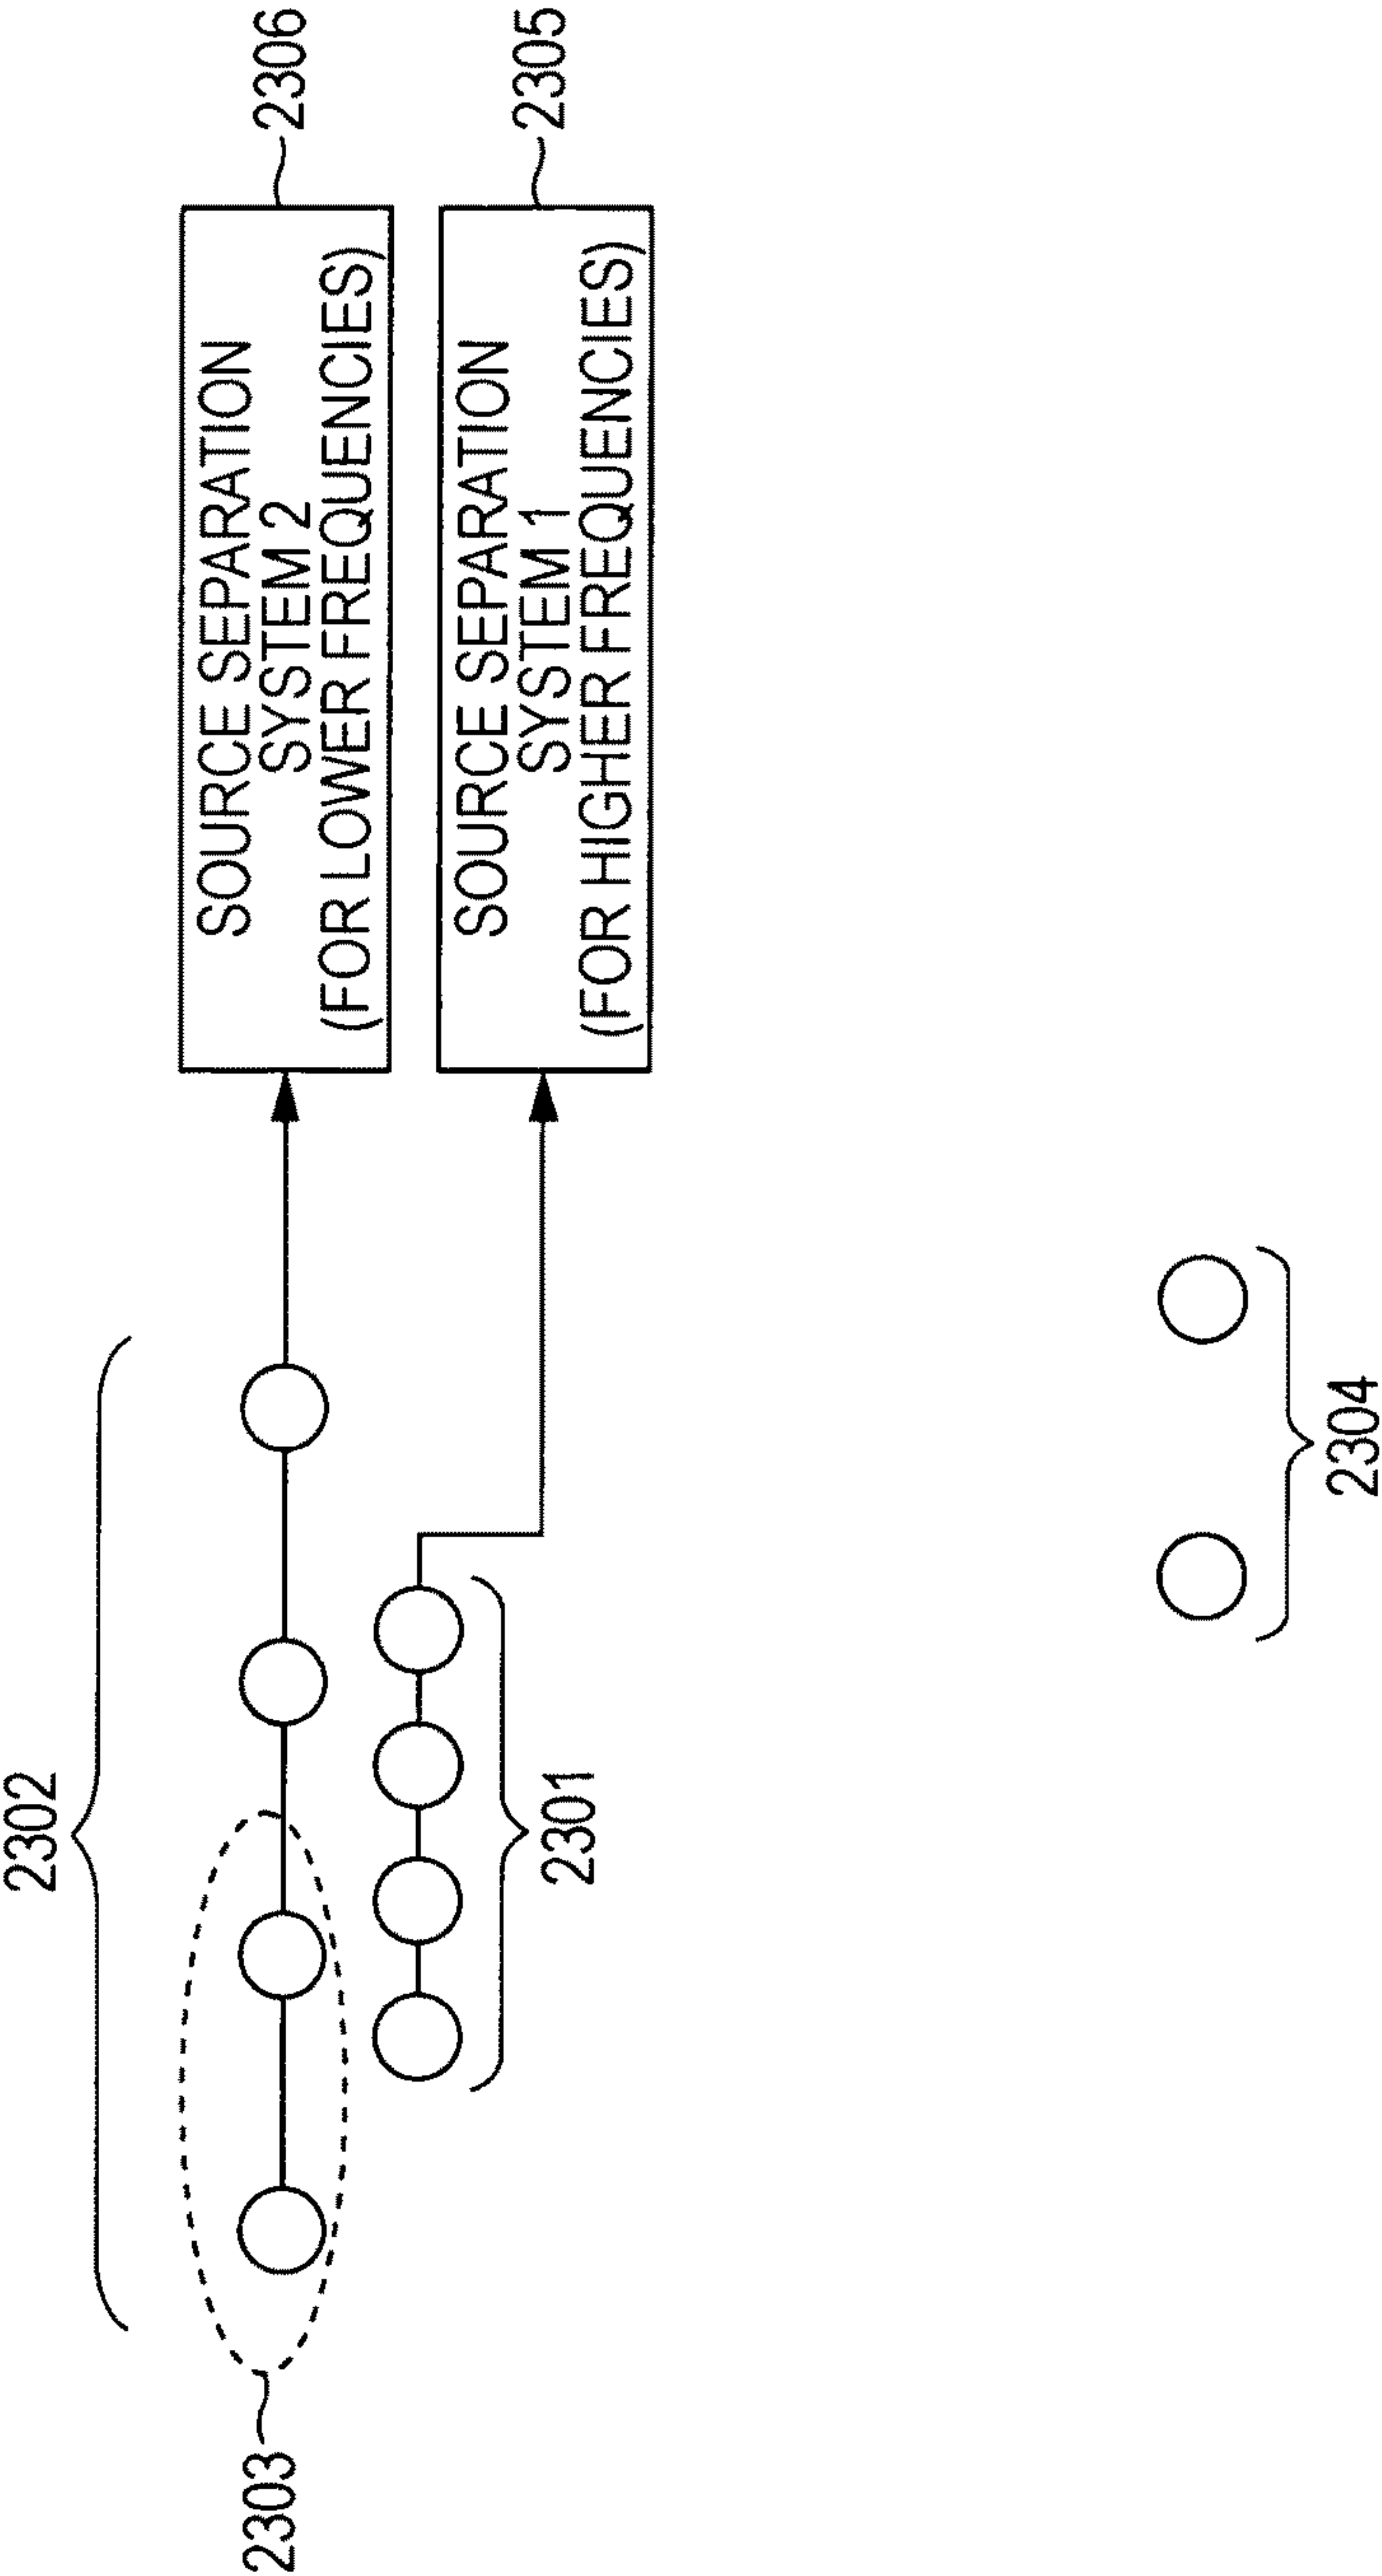 2306
SOURCE SEPARATION
SYSTEM 2
(FOR LOWER FREQUENCIES)
2305
SOURCE SEPARATION
SYSTEM 1
(FOR HIGHER FREQUENCIES)
2302
2303
2301
2304